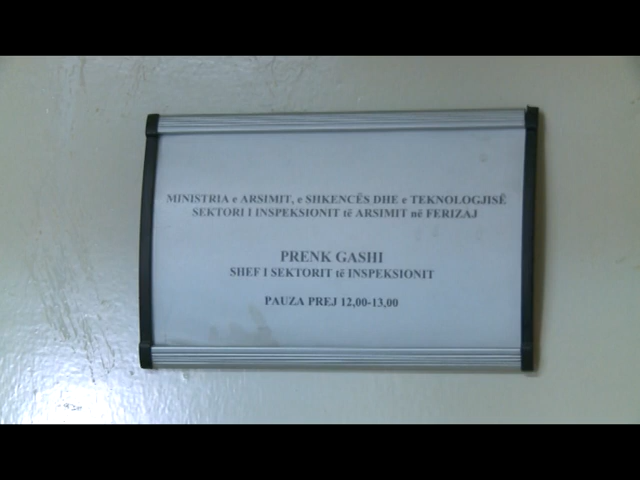 MINISTRIA e ARSIMIT, e SHKENCËS DHE e TEKNOLOGJISË
SEKTORI I INSPEKSIONIT të ARSIMIT në FERIZAJ
PRENK GASHI
SHEF I SEKTORIT të INSPEKSIONIT
PAUZA PREJ 12,00-13,00